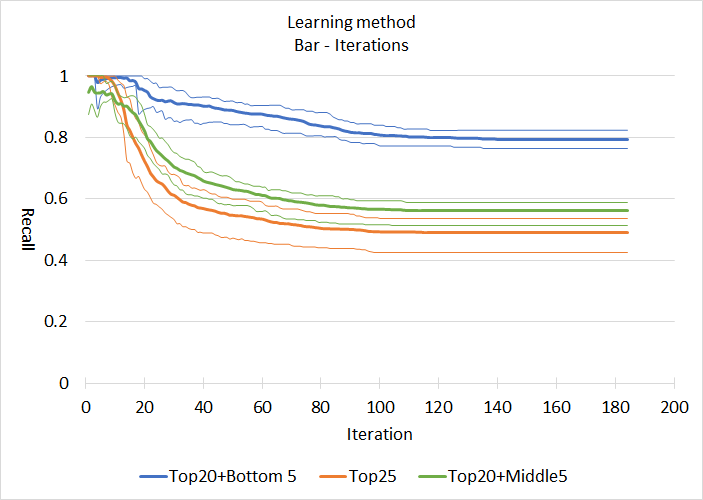 Learning method
Bar - Iterations
1
0.8
0.6
0.4
0.2
0
Recall
0 20 40 60 80 100 120 140 160 180 200
Iteration
Top20+Bottom 5 Top25 Top20+Middle5